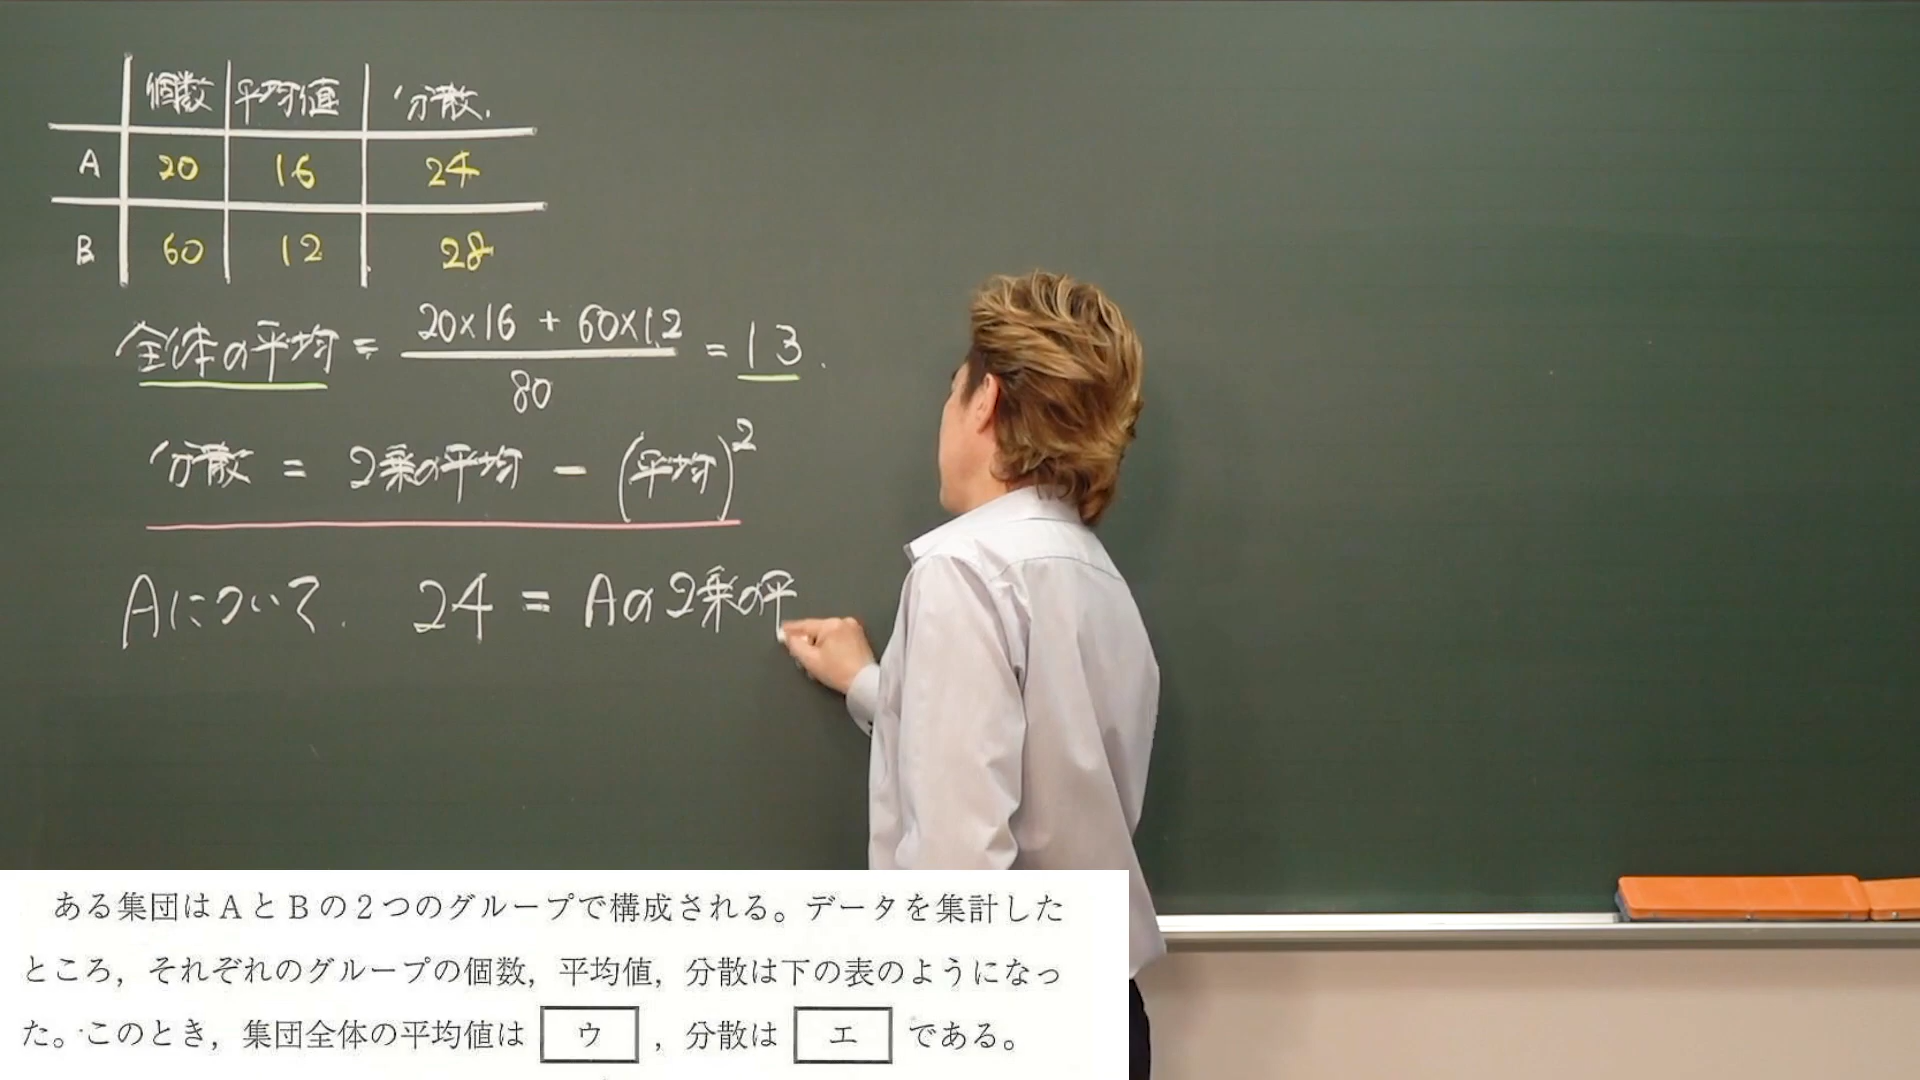 個数 平均値 分散.
A 20 16 24
B 60 12 28
全体の平均 = 20×16 + 60×12 / 80 = 13.
分散 = 2乗の平均 − (平均)²
Aについて. 24 = Aの2乗の平
ある集団はAとBの2つのグループで構成される。データを集計した
ところ，それぞれのグループの個数，平均値，分散は下の表のようになっ
た。このとき，集団全体の平均値は ウ ，分散は エ である。